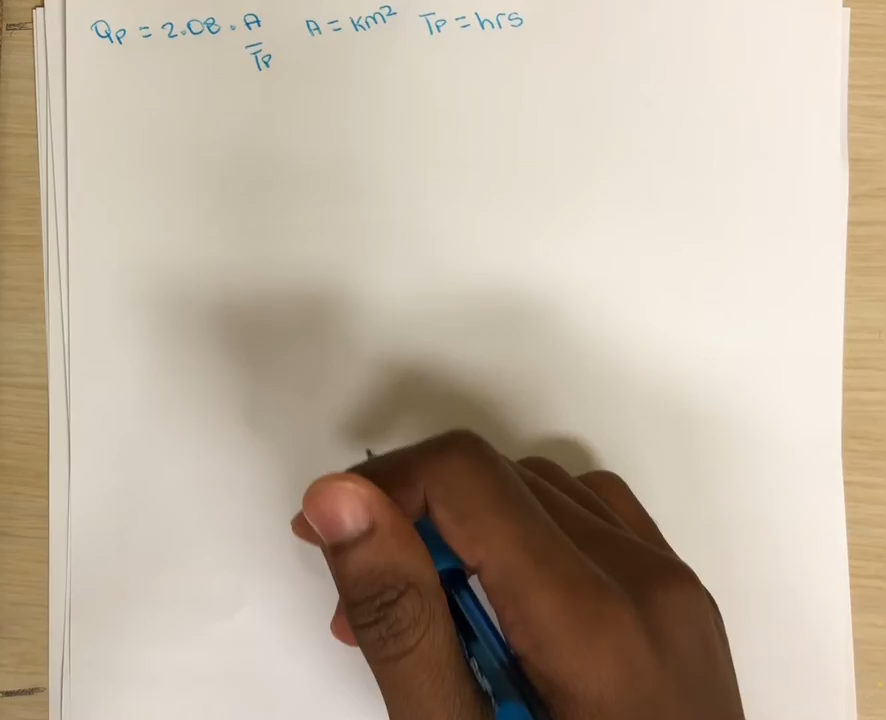 Qp = 2.08 . A A = km² Tp = hrs
Tp